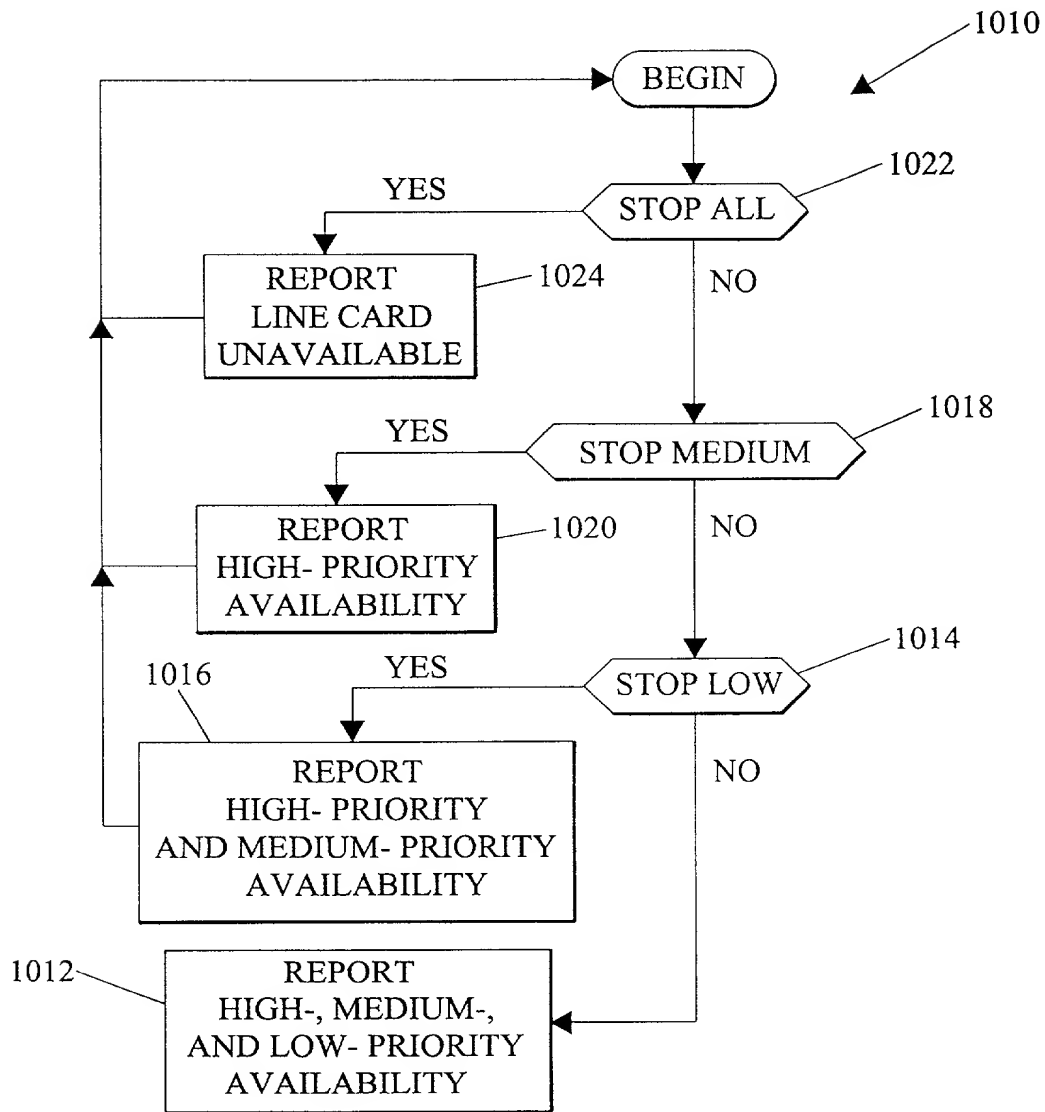 1010
BEGIN
1022
YES
STOP ALL
REPORT
LINE CARD
UNAVAILABLE
1024
NO
1018
YES
STOP MEDIUM
REPORT
HIGH- PRIORITY
AVAILABILITY
1020
NO
1014
1016
YES
STOP LOW
REPORT
HIGH- PRIORITY
AND MEDIUM- PRIORITY
AVAILABILITY
NO
1012
REPORT
HIGH-, MEDIUM-,
AND LOW- PRIORITY
AVAILABILITY